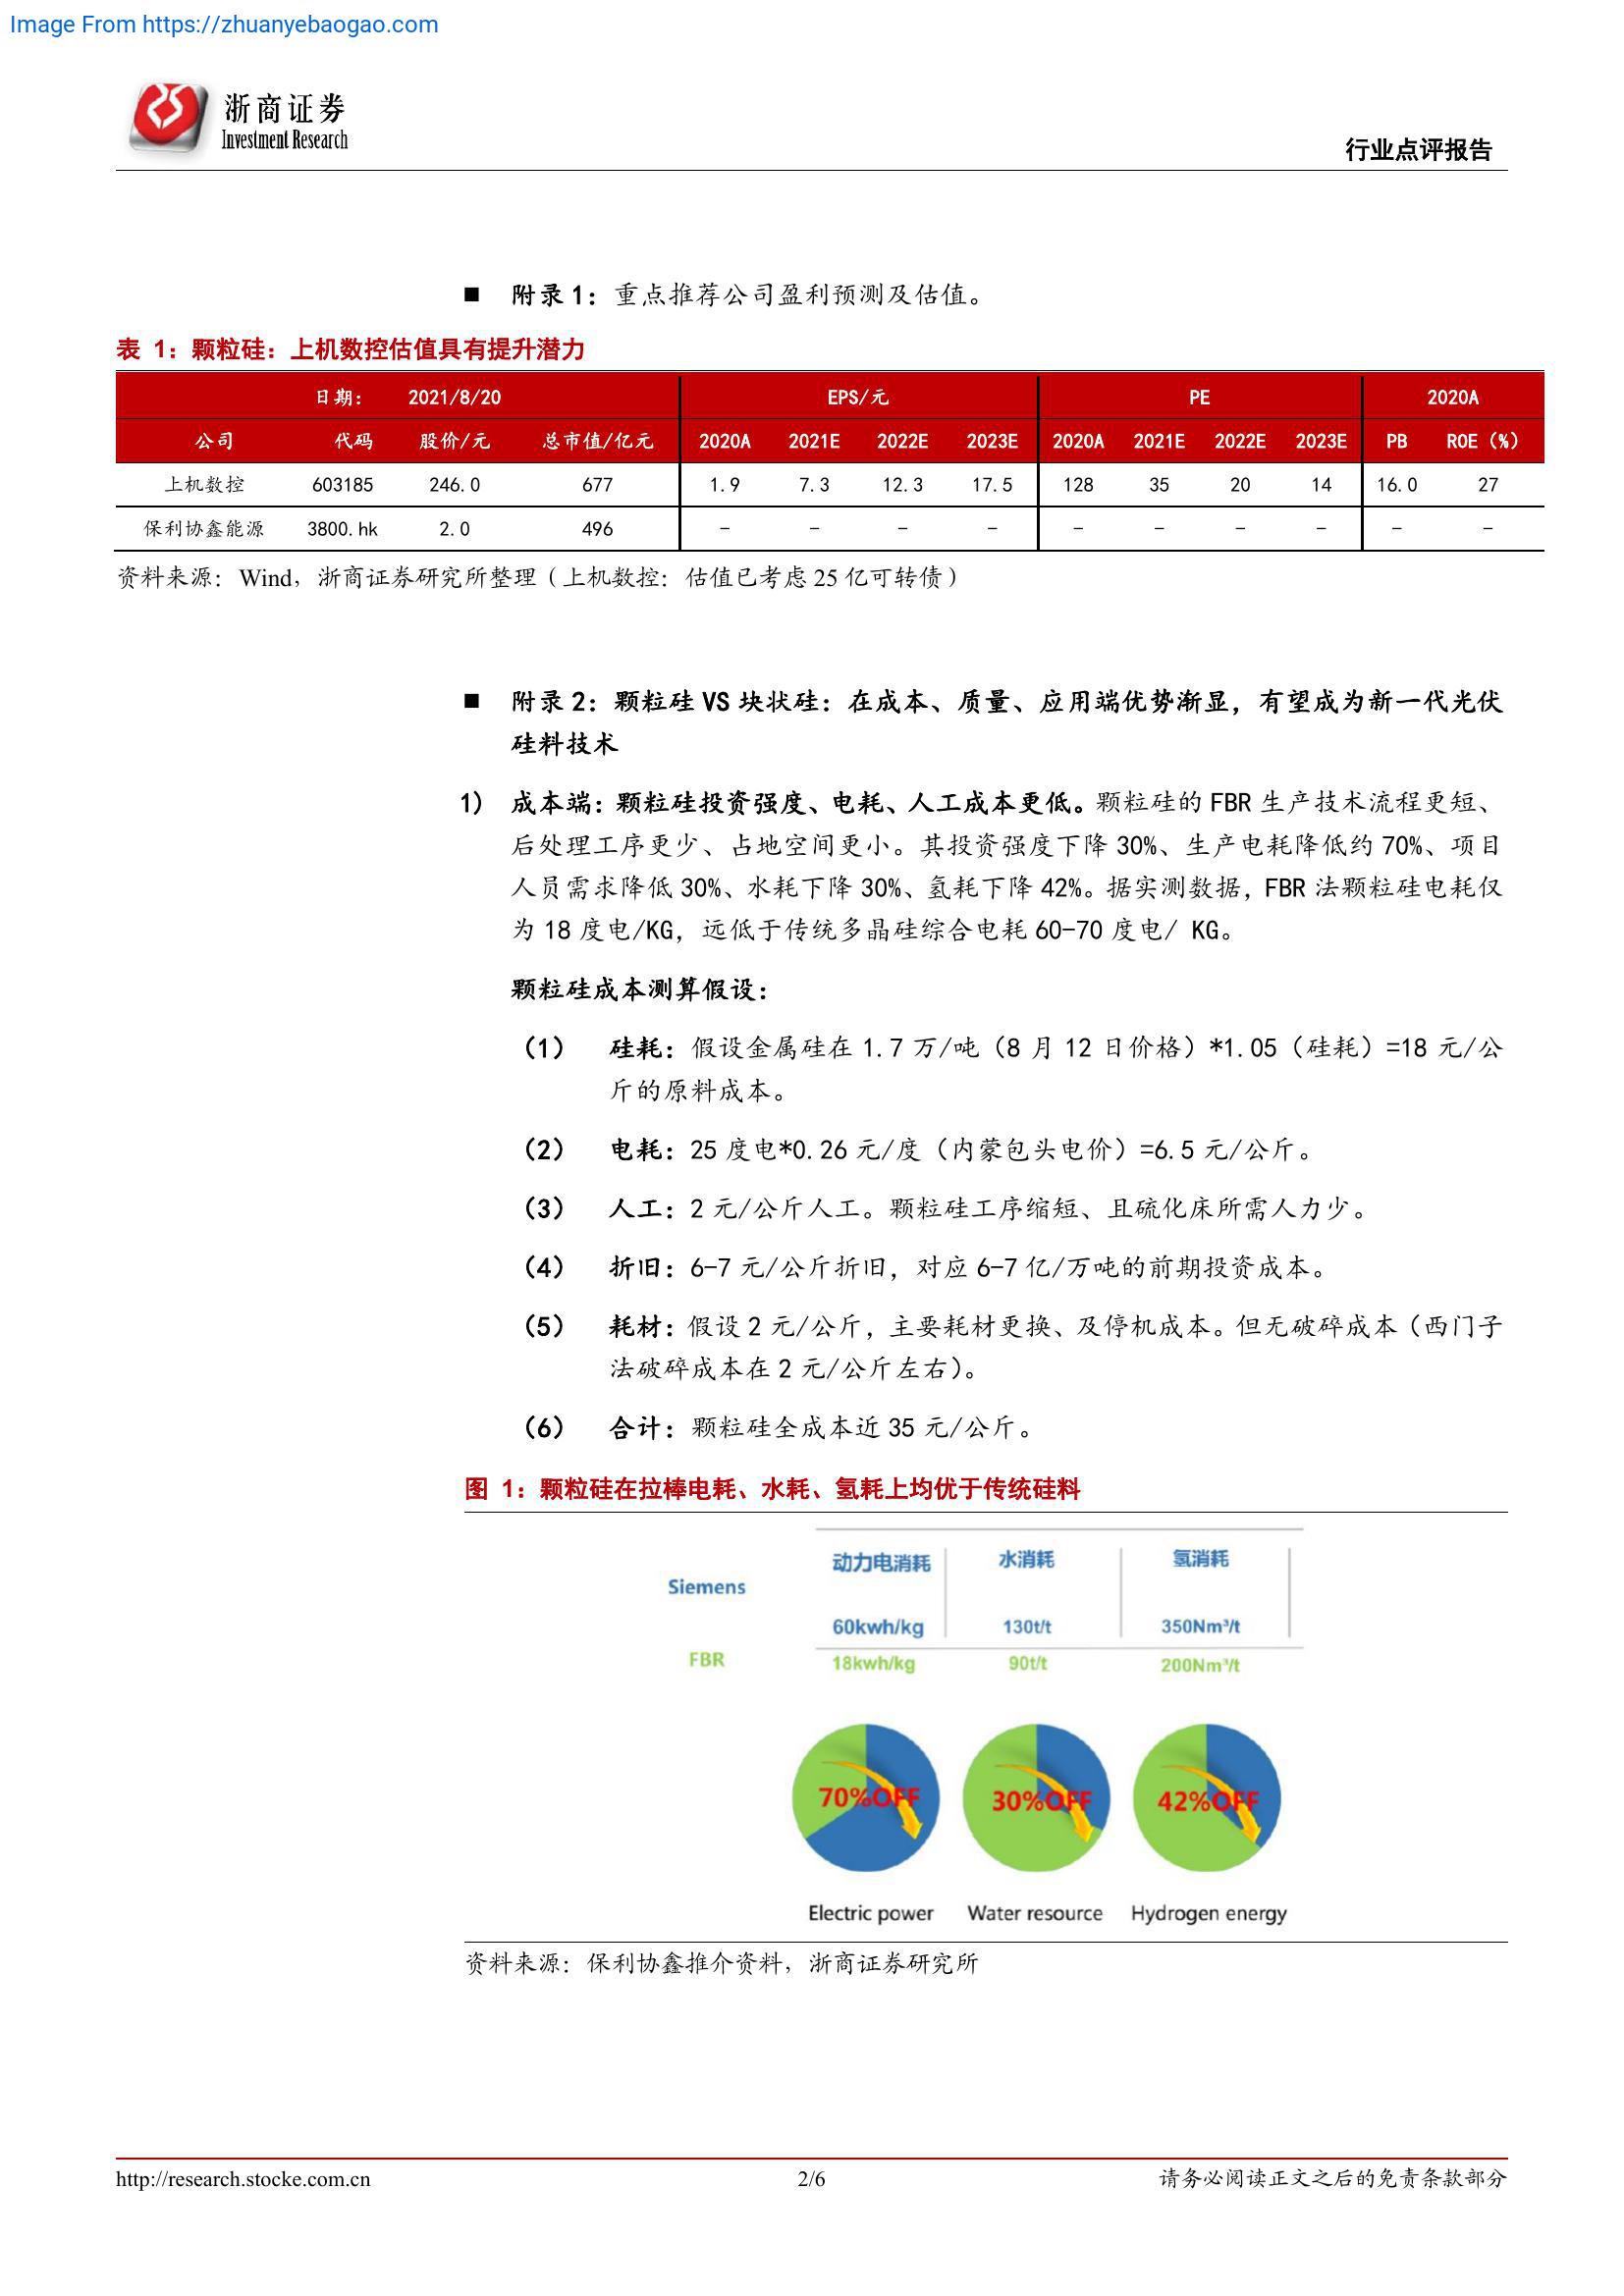 Image From https://zhuanyebaogao.com
浙商证券
Investment Research
行业点评报告
■ 附录1：重点推荐公司盈利预测及估值。
表 1：颗粒硅：上机数控估值具有提升潜力
日期： 2021/8/20 EPS/元 PE 2020A
公司 代码 股价/元 总市值/亿元 2020A 2021E 2022E 2023E 2020A 2021E 2022E 2023E PB ROE（%）
上机数控 603185 246.0 677 1.9 7.3 12.3 17.5 128 35 20 14 16.0 27
保利协鑫能源 3800.hk 2.0 496 - - - - - - - - - -
资料来源：Wind，浙商证券研究所整理（上机数控：估值已考虑 25 亿可转债）
■ 附录 2：颗粒硅 VS 块状硅：在成本、质量、应用端优势渐显，有望成为新一代光伏
硅料技术
1） 成本端：颗粒硅投资强度、电耗、人工成本更低。颗粒硅的 FBR 生产技术流程更短、
后处理工序更少、占地空间更小。其投资强度下降 30%、生产电耗降低约 70%、项目
人员需求降低 30%、水耗下降 30%、氢耗下降 42%。据实测数据，FBR 法颗粒硅电耗仅
为 18 度电/KG，远低于传统多晶硅综合电耗 60-70 度电/ KG。
颗粒硅成本测算假设：
（1） 硅耗：假设金属硅在 1.7 万/吨（8 月 12 日价格）*1.05（硅耗）=18 元/公
斤的原料成本。
（2） 电耗：25 度电*0.26 元/度（内蒙包头电价）=6.5 元/公斤。
（3） 人工：2 元/公斤人工。颗粒硅工序缩短、且硫化床所需人力少。
（4） 折旧：6-7 元/公斤折旧，对应 6-7 亿/万吨的前期投资成本。
（5） 耗材：假设 2 元/公斤，主要耗材更换、及停机成本。但无破碎成本（西门子
法破碎成本在 2 元/公斤左右）。
（6） 合计：颗粒硅全成本近 35 元/公斤。
图 1：颗粒硅在拉棒电耗、水耗、氢耗上均优于传统硅料
动力电消耗 水消耗 氢消耗
Siemens
60kwh/kg 130t/t 350Nm³/t
FBR 18kwh/kg 90t/t 200Nm³/t
70%OFF 30%OFF 42%OFF
Electric power Water resource Hydrogen energy
资料来源：保利协鑫推介资料，浙商证券研究所
http://research.stocke.com.cn 2/6 请务必阅读正文之后的免责条款部分